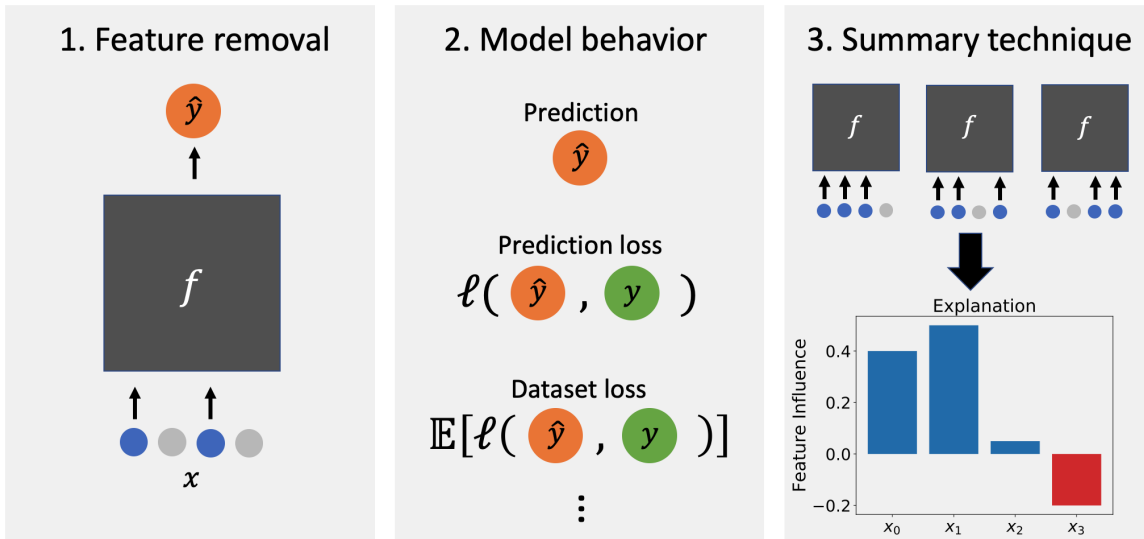 1. Feature removal
ŷ
f
x
2. Model behavior
Prediction
ŷ
Prediction loss
ℓ( ŷ , y )
Dataset loss
𝔼[ℓ( ŷ , y )]
⋮
3. Summary technique
f f f
Explanation
Feature Influence
0.4
0.2
0.0
−0.2
x₀ x₁ x₂ x₃